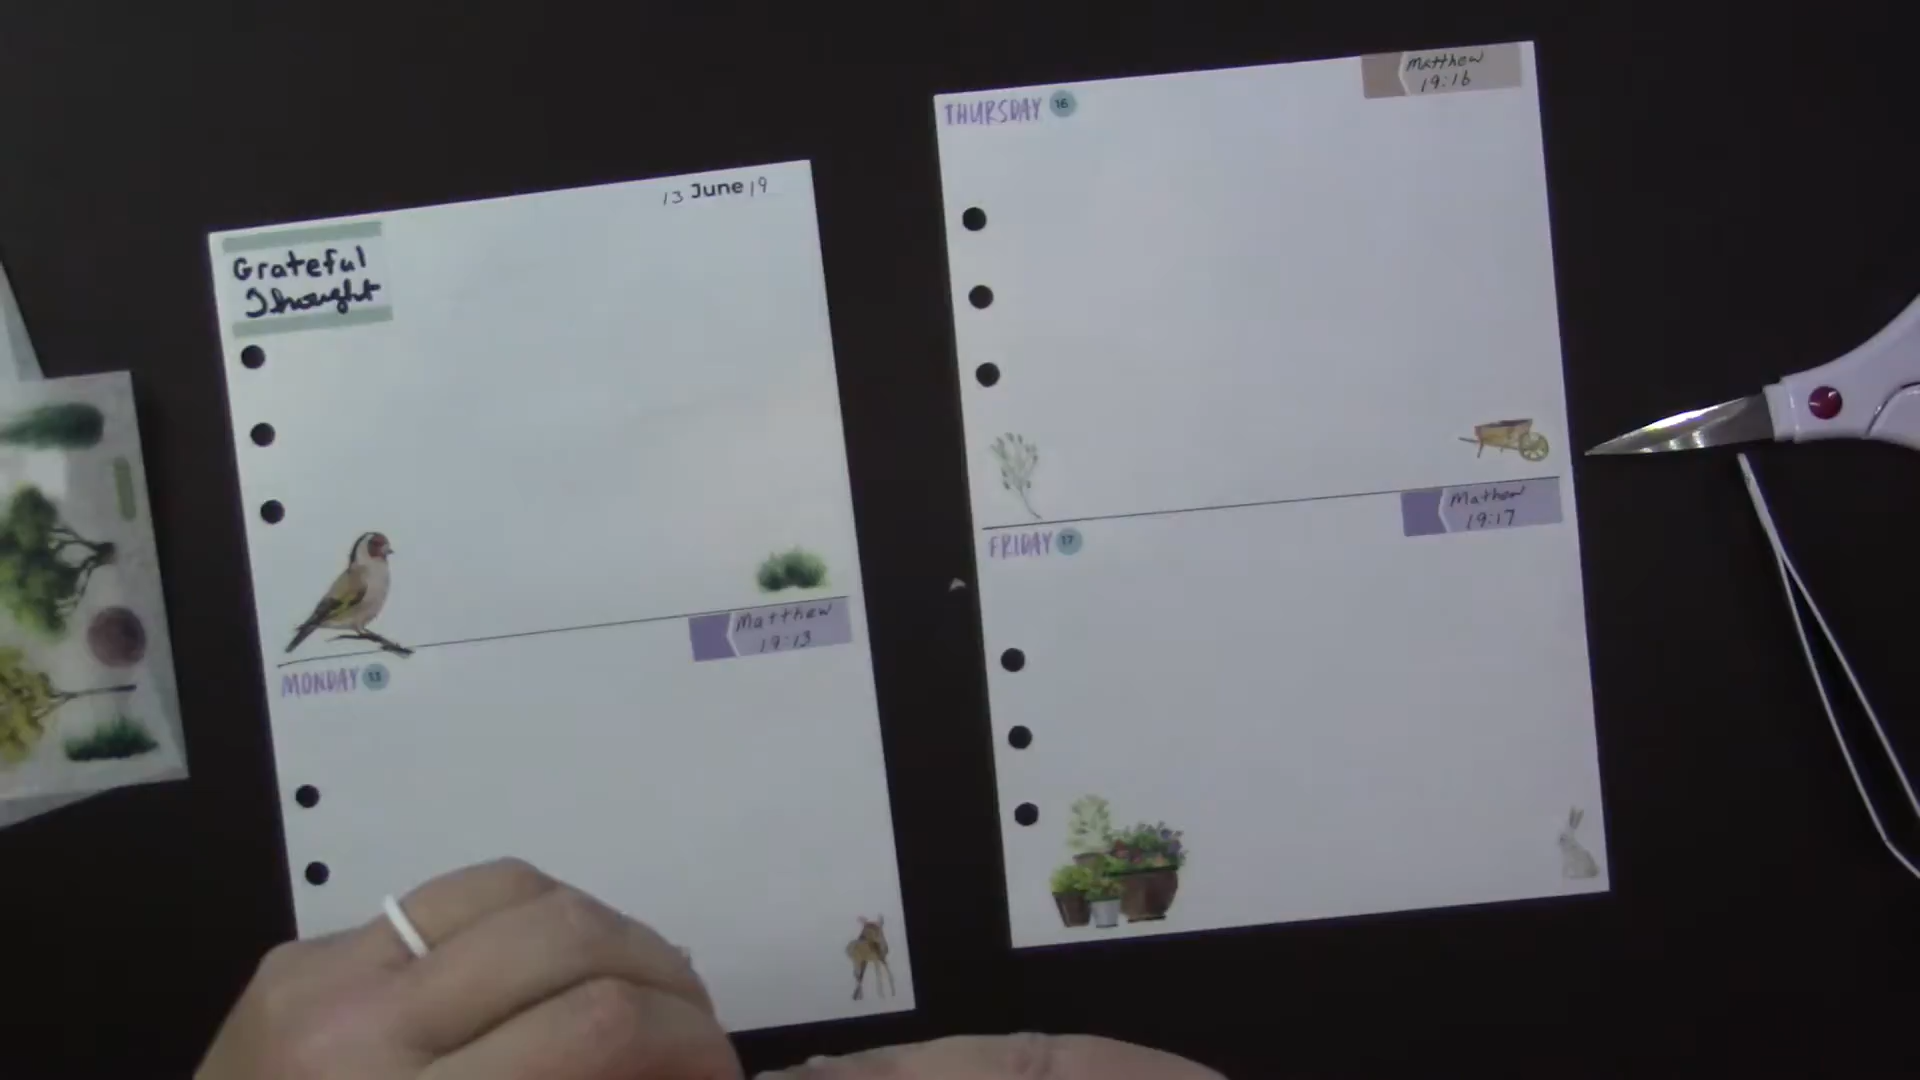 13 June 19
Grateful
Thought
Matthew
19:13
MONDAY 13
THURSDAY 16
Matthew
19:16
FRIDAY 17
Mathew
19:17